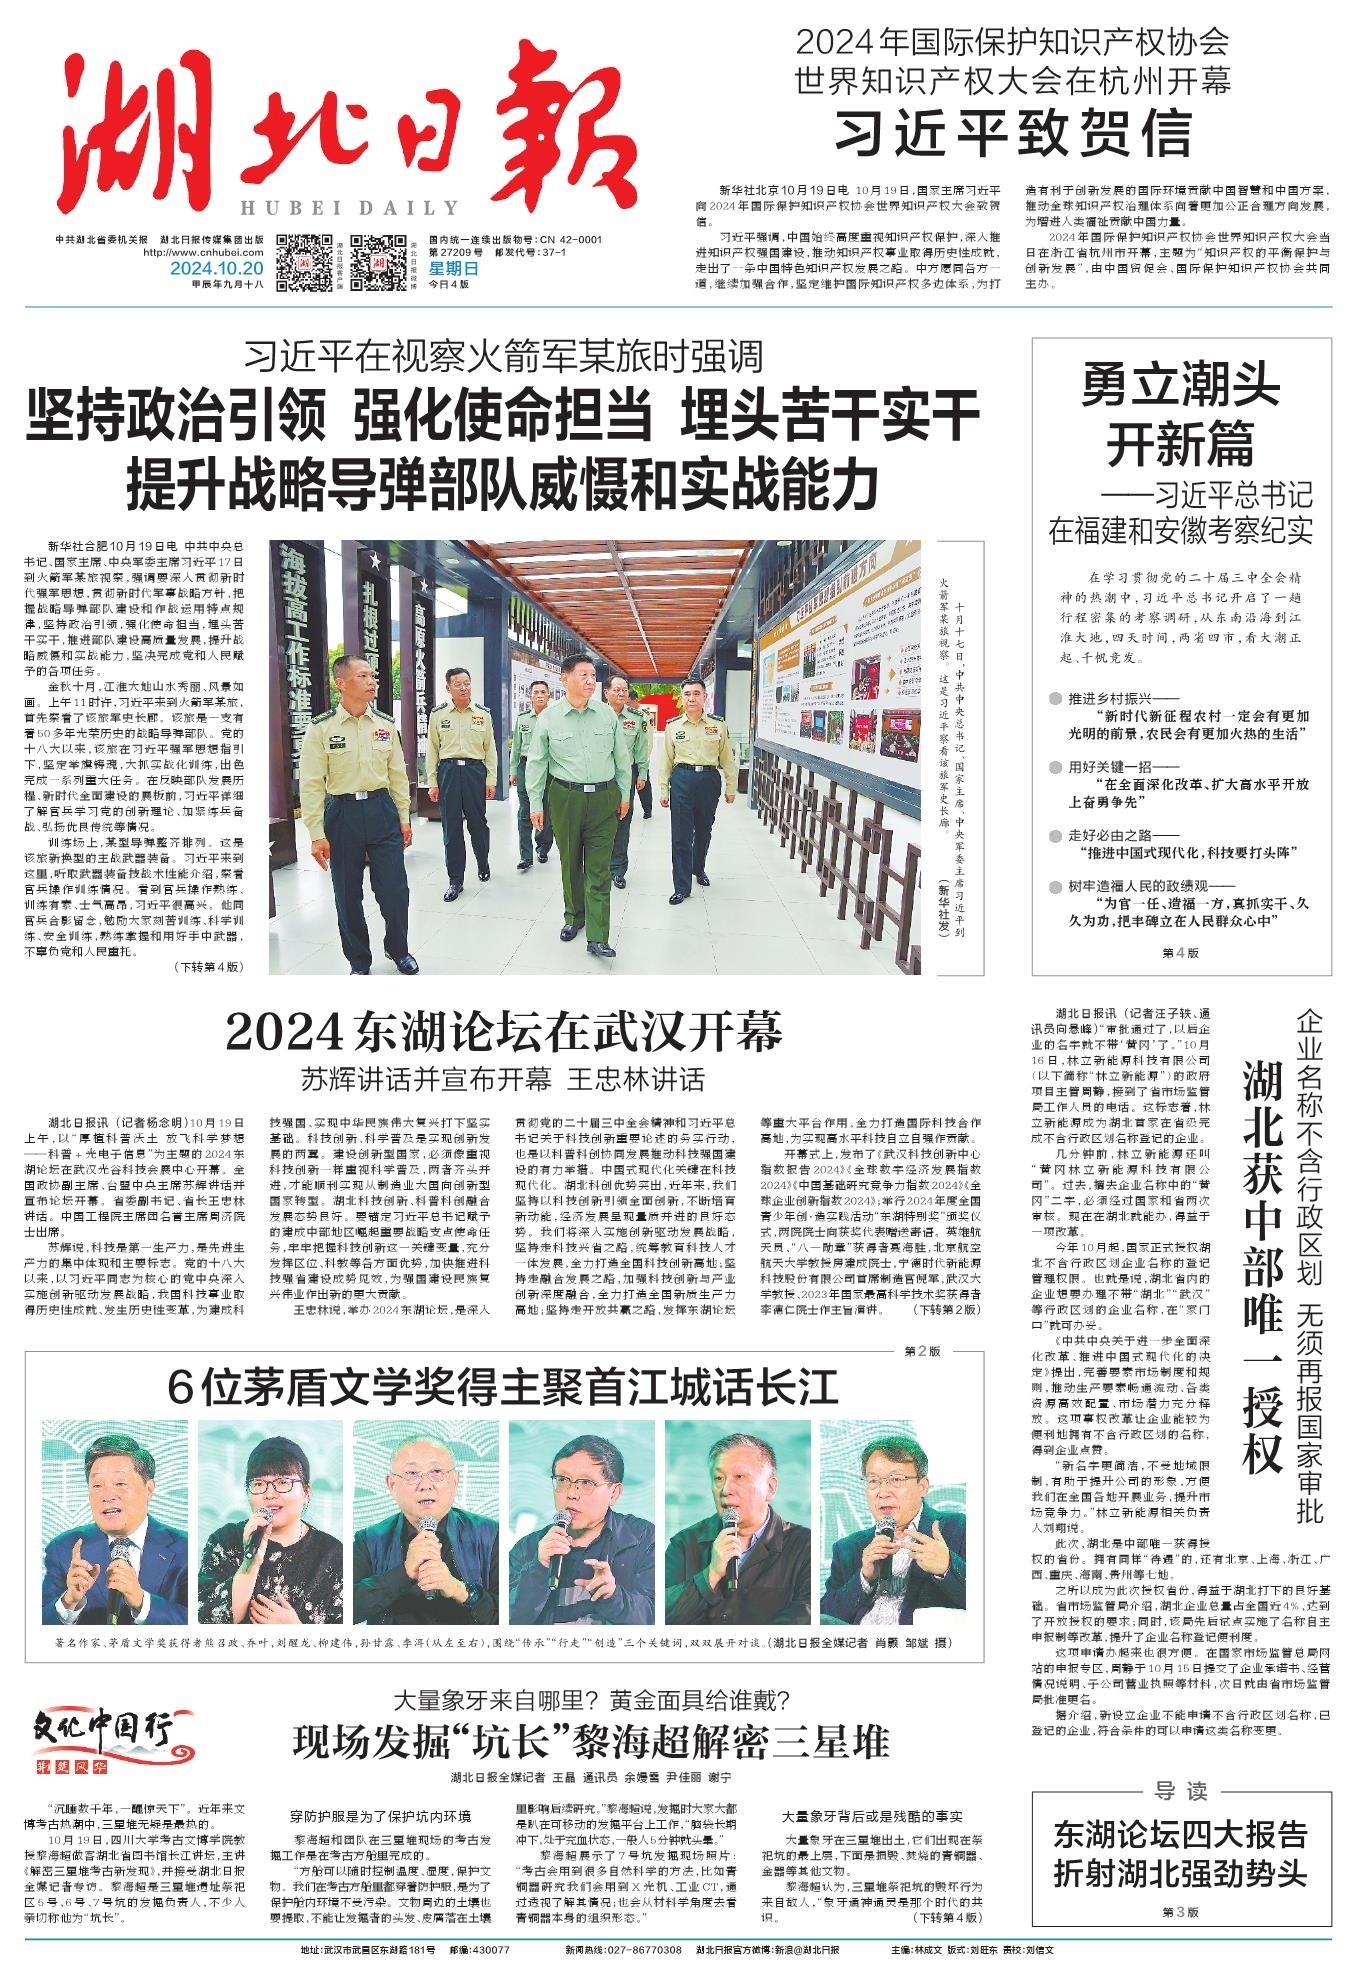 湖北日報
HUBEI DAILY
中共湖北省委机关报 湖北日报传媒集团出版
http://www.cnhubei.com
2024.10.20
甲辰年九月十八
湖北日报客户端
湖北日报微博
国内统一连续出版物号:CN 42-0001
第27209号 邮发代号:37-1
星期日
今日4版
2024年国际保护知识产权协会
世界知识产权大会在杭州开幕
习近平致贺信
新华社北京10月19日电 10月19日,国家主席习近平
向2024年国际保护知识产权协会世界知识产权大会致贺
信。
习近平强调,中国始终高度重视知识产权保护,深入推
进知识产权强国建设,推动知识产权事业取得历史性成就,
走出了一条中国特色知识产权发展之路。中方愿同各方一
道,继续加强合作,坚定维护国际知识产权多边体系,为打
造有利于创新发展的国际环境贡献中国智慧和中国方案,
推动全球知识产权治理体系向着更加公正合理方向发展,
为增进人类福祉贡献中国力量。
2024年国际保护知识产权协会世界知识产权大会当
日在浙江省杭州市开幕,主题为“知识产权的平衡保护与
创新发展”,由中国贸促会、国际保护知识产权协会共同
主办。
习近平在视察火箭军某旅时强调
坚持政治引领 强化使命担当 埋头苦干实干
提升战略导弹部队威慑和实战能力
新华社合肥10月19日电 中共中央总
书记、国家主席、中央军委主席习近平17日
到火箭军某旅视察,强调要深入贯彻新时
代强军思想,贯彻新时代军事战略方针,把
握战略导弹部队建设和作战运用特点规
律,坚持政治引领,强化使命担当,埋头苦
干实干,推进部队建设高质量发展,提升战
略威慑和实战能力,坚决完成党和人民赋
予的各项任务。
金秋十月,江淮大地山水秀丽、风景如
画。上午11时许,习近平来到火箭军某旅,
首先察看了该旅军史长廊。该旅是一支有
着50多年光荣历史的战略导弹部队。党的
十八大以来,该旅在习近平强军思想指引
下,坚定举旗铸魂,大抓实战化训练,出色
完成一系列重大任务。在反映部队发展历
程、新时代全面建设的展板前,习近平详细
了解官兵学习党的创新理论、加紧练兵备
战、弘扬优良传统等情况。
训练场上,某型导弹整齐排列。这是
该旅新换型的主战武器装备。习近平来到
这里,听取武器装备技战术性能介绍,察看
官兵操作训练情况。看到官兵操作熟练、
训练有素、士气高昂,习近平很高兴。他同
官兵合影留念,勉励大家刻苦训练、科学训
练、安全训练,熟练掌握和用好手中武器,
不辜负党和人民重托。
(下转第4版)
海拔高工作标准要更
扎根过硬
高原火箭兵精神
十月十七日,中共中央总书记、国家主席、中央军委主席习近平到
火箭军某旅视察。这是习近平察看该旅军史长廊。
(新华社发)
勇立潮头
开新篇
——习近平总书记
在福建和安徽考察纪实
在学习贯彻党的二十届三中全会精
神的热潮中,习近平总书记开启了一趟
行程密集的考察调研,从东南沿海到江
淮大地,四天时间,两省四市,看大潮正
起、千帆竞发。
推进乡村振兴——
“新时代新征程农村一定会有更加
光明的前景,农民会有更加火热的生活”
用好关键一招——
“在全面深化改革、扩大高水平开放
上奋勇争先”
走好必由之路——
“推进中国式现代化,科技要打头阵”
树牢造福人民的政绩观——
“为官一任、造福一方,真抓实干、久
久为功,把丰碑立在人民群众心中”
第4版
2024东湖论坛在武汉开幕
苏辉讲话并宣布开幕 王忠林讲话
湖北日报讯(记者杨念明)10月19日
上午,以“厚植科普沃土 放飞科学梦想
——科普+光电子信息”为主题的2024东
湖论坛在武汉光谷科技会展中心开幕。全
国政协副主席、台盟中央主席苏辉讲话并
宣布论坛开幕。省委副书记、省长王忠林
讲话。中国工程院主席团名誉主席周济院
士出席。
苏辉说,科技是第一生产力,是先进生
产力的集中体现和主要标志。党的十八大
以来,以习近平同志为核心的党中央深入
实施创新驱动发展战略,我国科技事业取
得历史性成就、发生历史性变革,为建成科
技强国、实现中华民族伟大复兴打下坚实
基础。科技创新、科学普及是实现创新发
展的两翼。建设创新型国家,必须像重视
科技创新一样重视科学普及,两者齐头并
进,才能顺利实现从制造业大国向创新型
国家转型。湖北科技创新、科普科创融合
发展态势良好。要锚定习近平总书记赋予
的建成中部地区崛起重要战略支点使命任
务,牢牢把握科技创新这一关键变量,充分
发挥区位、科教等各方面优势,加快推进科
技强省建设成势见效,为强国建设民族复
兴伟业作出新的更大贡献。
王忠林说,举办2024东湖论坛,是深入
贯彻党的二十届三中全会精神和习近平总
书记关于科技创新重要论述的务实行动,
也是以科普科创协同发展推动科技强国建
设的有力举措。中国式现代化关键在科技
现代化。湖北科创优势突出,近年来,我们
坚持以科技创新引领全面创新,不断培育
新动能,经济发展呈现量质并进的良好态
势。我们将深入实施创新驱动发展战略,
坚持走科技兴省之路,统筹教育科技人才
一体发展,全力打造全国科技创新高地;坚
持走融合发展之路,加强科技创新与产业
创新深度融合,全力打造全国新质生产力
高地;坚持走开放共赢之路,发挥东湖论坛
等重大平台作用,全力打造国际科技合作
高地,为实现高水平科技自立自强作贡献。
开幕式上,发布了《武汉科技创新中心
指数报告2024》《全球数字经济发展指数
2024》《中国基础研究竞争力指数2024》《全
球企业创新指数2024》;举行2024年度全国
青少年创·造实践活动“东湖特别奖”颁奖仪
式,两院院士向获奖代表赠送寄语。英雄航
天员、“八一勋章”获得者聂海胜,北京航空
航天大学教授房建成院士,宁德时代新能源
科技股份有限公司首席制造官倪军,武汉大
学教授、2023年国家最高科学技术奖获得者
李德仁院士作主旨演讲。 (下转第2版)
企业名称不含行政区划 无须再报国家审批
湖北获中部唯一授权
湖北日报讯(记者汪子轶、通
讯员向悬峰)“审批通过了,以后企
业的名字就不带‘黄冈’了。”10月
16日,林立新能源科技有限公司
(以下简称“林立新能源”)的政府
项目主管周静,接到了省市场监管
局工作人员的电话。这标志着,林
立新能源成为湖北首家在省级完
成不含行政区划名称登记的企业。
几分钟前,林立新能源还叫
“黄冈林立新能源科技有限公
司”。过去,摘去企业名称中的“黄
冈”二字,必须经过国家和省两次
审核。现在在湖北就能办,得益于
一项改革。
今年10月起,国家正式授权湖
北不含行政区划企业名称的登记
管理权限。也就是说,湖北省内的
企业想要办理不带“湖北”“武汉”
等行政区划的企业名称,在“家门
口”就可办妥。
《中共中央关于进一步全面深
化改革、推进中国式现代化的决
定》提出,完善要素市场制度和规
则,推动生产要素畅通流动、各类
资源高效配置、市场潜力充分释
放。这项事权改革让企业能较为
便利地拥有不含行政区划的名称,
得到企业点赞。
“新名字更简洁,不受地域限
制,有助于提升公司的形象,方便
我们在全国各地开展业务,提升市
场竞争力。”林立新能源相关负责
人刘翔说。
此次,湖北是中部唯一获得授
权的省份。拥有同样“待遇”的,还有北京、上海、浙江、广
西、重庆、海南、贵州等七地。
之所以成为此次授权省份,得益于湖北打下的良好基
础。省市场监管局介绍,湖北企业总量占全国近4%,达到
了开放授权的要求;同时,该局先后试点实施了名称自主
申报制等改革,提升了企业名称登记便利度。
这项申请办起来也很方便。在国家市场监管总局网
站的申报专区,周静于10月15日提交了企业承诺书、经营
情况说明、子公司营业执照等材料,次日就由省市场监管
局批准更名。
据介绍,新设立企业不能申请不含行政区划名称,已
登记的企业,符合条件的可以申请这类名称变更。
第2版
6位茅盾文学奖得主聚首江城话长江
著名作家、茅盾文学奖获得者熊召政、乔叶,刘醒龙、柳建伟,孙甘露、李洱(从左至右),围绕“传承”“行走”“创造”三个关键词,双双展开对谈。(湖北日报全媒记者 肖颢 邹斌 摄)
文化中国行
荆楚风华
大量象牙来自哪里?黄金面具给谁戴?
现场发掘“坑长”黎海超解密三星堆
湖北日报全媒记者 王晶 通讯员 余嫚雪 尹佳丽 谢宁
“沉睡数千年,一醒惊天下”。近年来文
博考古热潮中,三星堆无疑是最热的。
10月19日,四川大学考古文博学院教
授黎海超做客湖北省图书馆长江讲坛,主讲
《解密三星堆考古新发现》,并接受湖北日报
全媒记者专访。黎海超是三星堆遗址祭祀
区5号、6号、7号坑的发掘负责人,不少人
亲切称他为“坑长”。
穿防护服是为了保护坑内环境
黎海超和团队在三星堆现场的考古发
掘工作是在考古方舱里完成的。
“方舱可以随时控制温度、湿度,保护文
物。我们在考古方舱里都穿着防护服,是为了
保护舱内环境不受污染。文物周边的土壤也
要提取,不能让发掘者的头发、皮屑落在土壤
里影响后续研究。”黎海超说,发掘时大家大都
是趴在可移动的发掘平台上工作,“脑袋长期
冲下,处于充血状态,一般人5分钟就头晕。”
黎海超展示了7号坑发掘现场照片:
“考古会用到很多自然科学的方法,比如青
铜器研究我们会用到X光机、工业CT,通
过透视了解其情况;也会从材料学角度去看
青铜器本身的组织形态。”
大量象牙背后或是残酷的事实
大量象牙在三星堆出土,它们出现在祭
祀坑的最上层,下面是损毁、焚烧的青铜器、
金器等其他文物。
黎海超认为,三星堆祭祀坑的毁坏行为
来自敌人,“象牙通神通灵是那个时代的共
识。 (下转第4版)
导读
东湖论坛四大报告
折射湖北强劲势头
第3版
地址:武汉市武昌区东湖路181号 邮编:430077 新闻热线:027-86770308 湖北日报官方微博:新浪@湖北日报 主编:林成文 版式:刘旺东 责校:刘信文